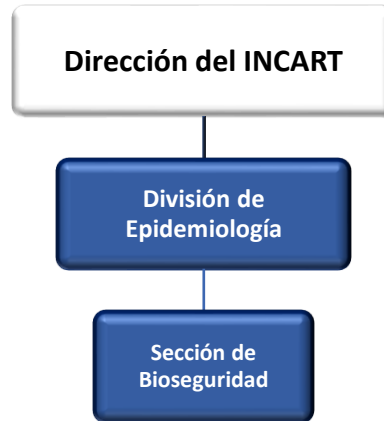 Dirección del INCART
División de
Epidemiología
Sección de
Bioseguridad